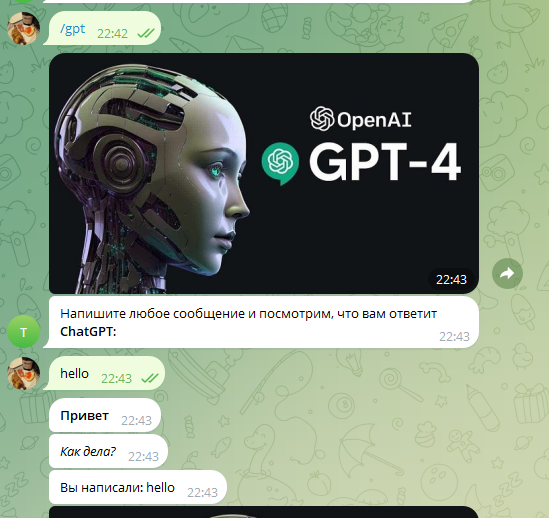 /gpt
22:42
OpenAI
GPT-4
22:43
Напишите любое сообщение и посмотрим, что вам ответит
ChatGPT:
22:43
T
hello
22:43
Привет
22:43
Как дела?
22:43
Вы написали: hello
22:43